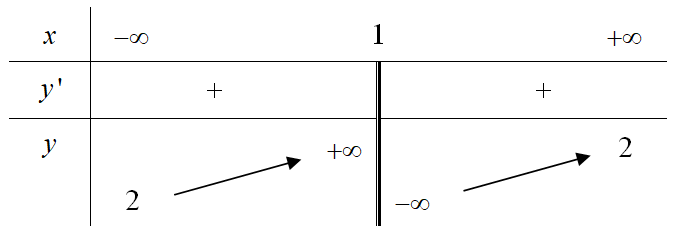 x −∞ 1 +∞
y' + +
y +∞ 2
2 −∞